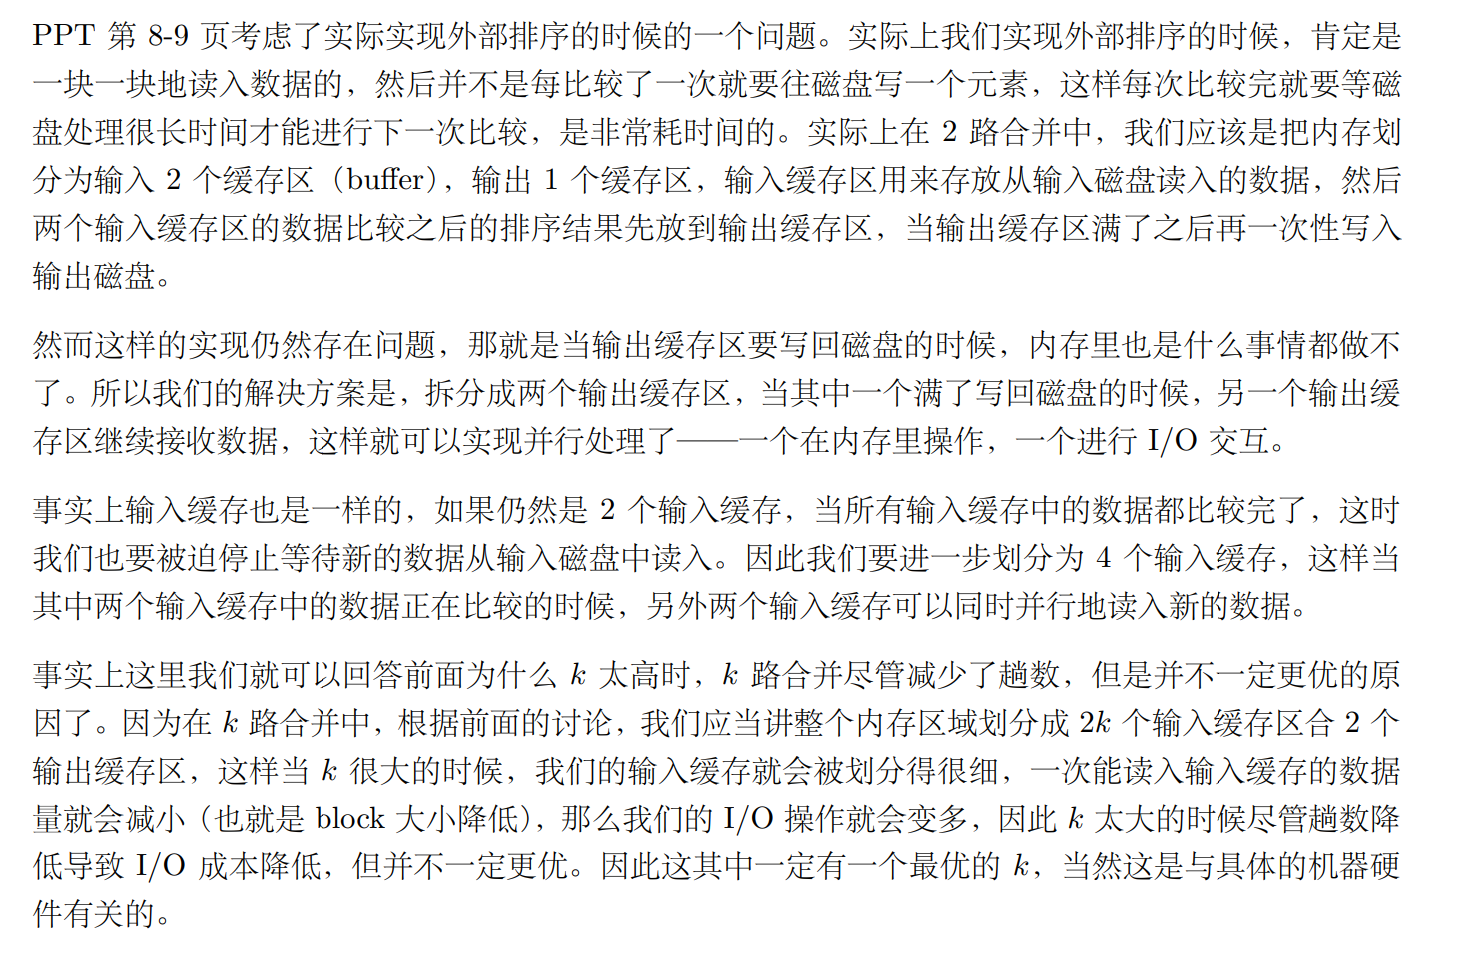 PPT 第 8-9 页考虑了实际实现外部排序的时候的一个问题。实际上我们实现外部排序的时候，肯定是
一块一块地读入数据的，然后并不是每比较了一次就要往磁盘写一个元素，这样每次比较完就要等磁
盘处理很长时间才能进行下一次比较，是非常耗时间的。实际上在 2 路合并中，我们应该是把内存划
分为输入 2 个缓存区（buffer），输出 1 个缓存区，输入缓存区用来存放从输入磁盘读入的数据，然后
两个输入缓存区的数据比较之后的排序结果先放到输出缓存区，当输出缓存区满了之后再一次性写入
输出磁盘。
然而这样的实现仍然存在问题，那就是当输出缓存区要写回磁盘的时候，内存里也是什么事情都做不
了。所以我们的解决方案是，拆分成两个输出缓存区，当其中一个满了写回磁盘的时候，另一个输出缓
存区继续接收数据，这样就可以实现并行处理了——一个在内存里操作，一个进行 I/O 交互。
事实上输入缓存也是一样的，如果仍然是 2 个输入缓存，当所有输入缓存中的数据都比较完了，这时
我们也要被迫停止等待新的数据从输入磁盘中读入。因此我们要进一步划分为 4 个输入缓存，这样当
其中两个输入缓存中的数据正在比较的时候，另外两个输入缓存可以同时并行地读入新的数据。
事实上这里我们就可以回答前面为什么 k 太高时，k 路合并尽管减少了趟数，但是并不一定更优的原
因了。因为在 k 路合并中，根据前面的讨论，我们应当讲整个内存区域划分成 2k 个输入缓存区合 2 个
输出缓存区，这样当 k 很大的时候，我们的输入缓存就会被划分得很细，一次能读入输入缓存的数据
量就会减小（也就是 block 大小降低），那么我们的 I/O 操作就会变多，因此 k 太大的时候尽管趟数降
低导致 I/O 成本降低，但并不一定更优。因此这其中一定有一个最优的 k，当然这是与具体的机器硬
件有关的。